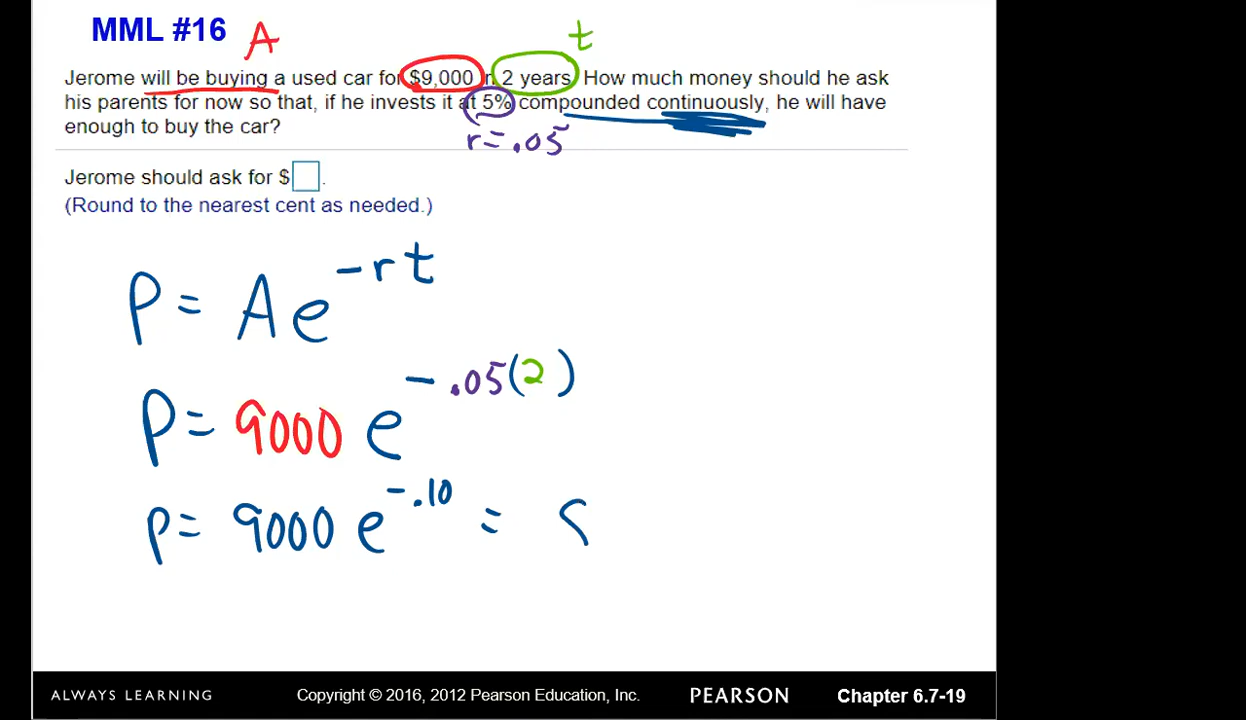 MML #16 A t
Jerome will be buying a used car for $9,000 in 2 years. How much money should he ask
his parents for now so that, if he invests it at 5% compounded continuously, he will have
enough to buy the car?
r = .05
Jerome should ask for $ .
(Round to the nearest cent as needed.)
P = Ae^-rt
P = 9000 e^-.05(2)
P = 9000 e^-.10 =
ALWAYS LEARNING Copyright © 2016, 2012 Pearson Education, Inc. PEARSON Chapter 6.7-19